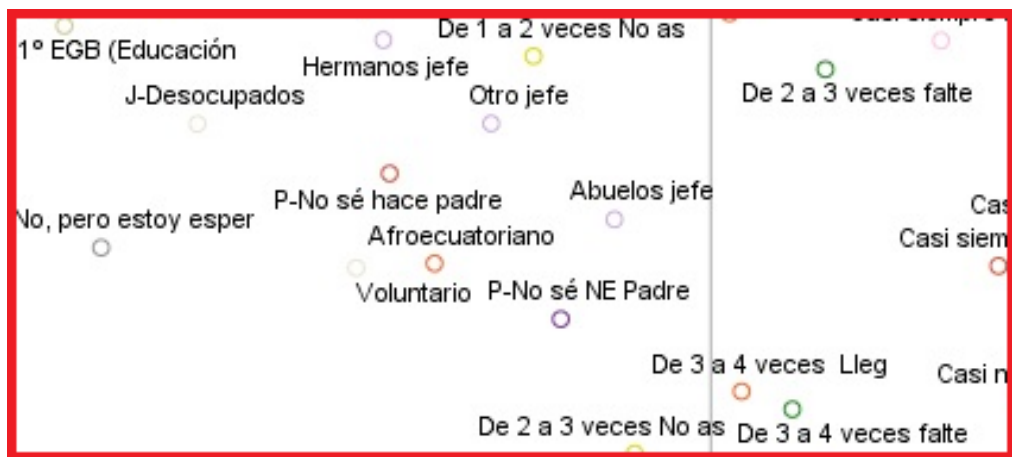 De 1 a 2 veces No as
1º EGB (Educación
Hermanos jefe
De 2 a 3 veces falte
J-Desocupados
Otro jefe
P-No sé hace padre
Abuelos jefe
No, pero estoy esper
Cas
Afroecuatoriano
Casi siem
Voluntario
P-No sé NE Padre
De 3 a 4 veces Lleg
Casi n
De 2 a 3 veces No as
De 3 a 4 veces falte